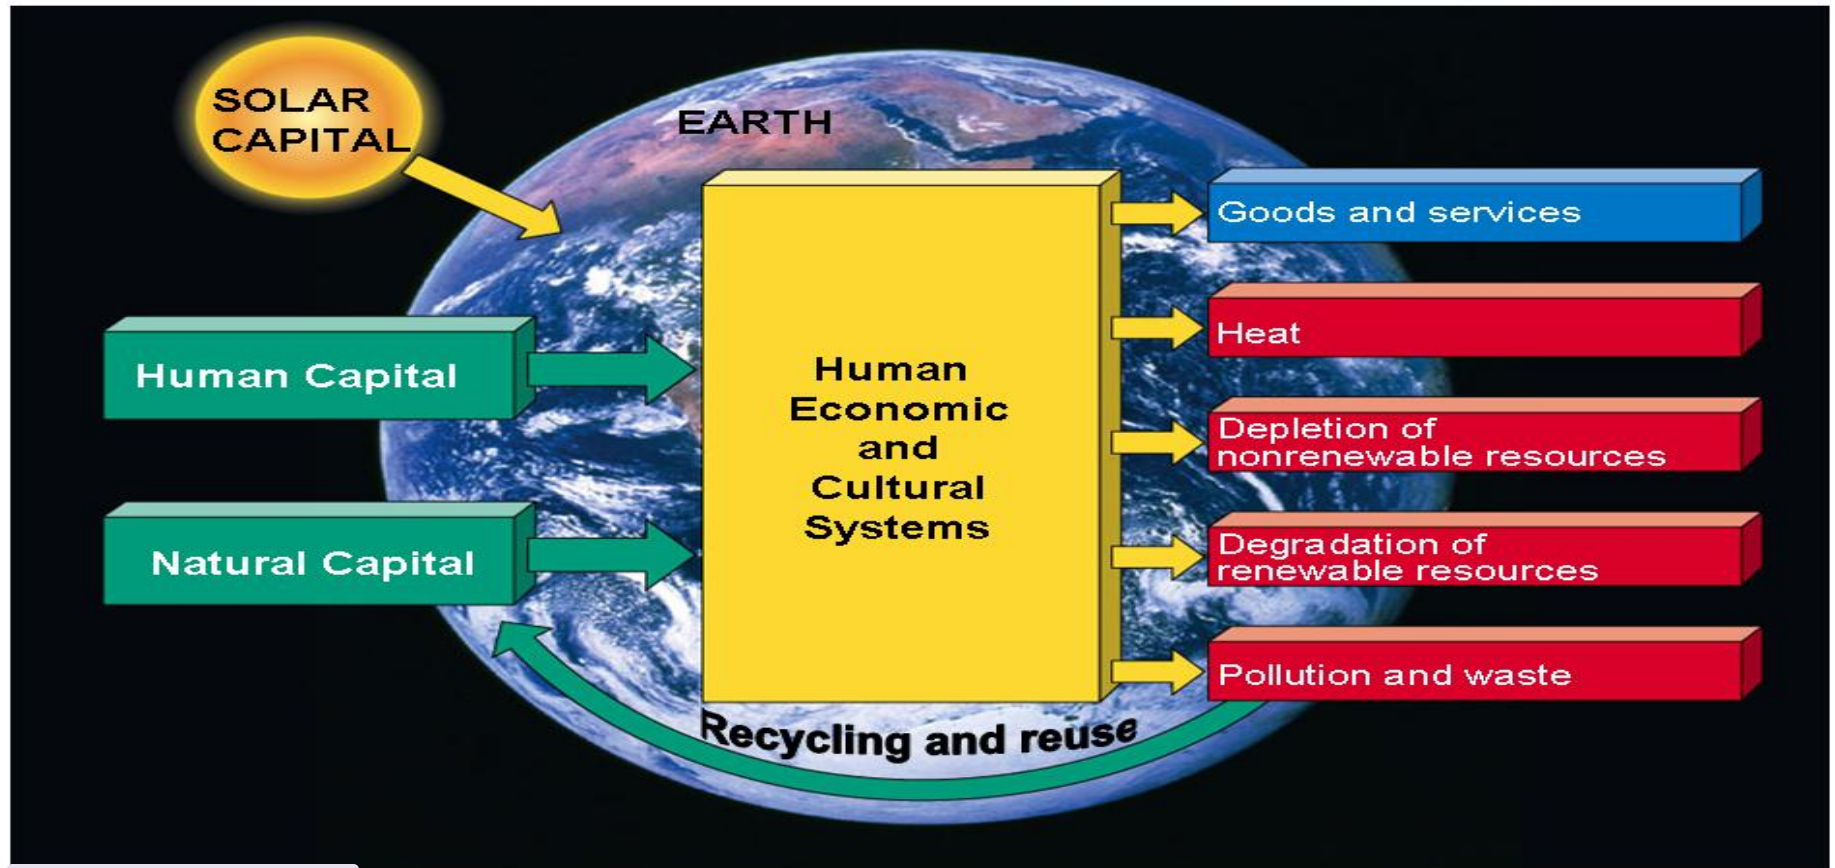 SOLAR
CAPITAL
EARTH
Human Capital
Natural Capital
Human
Economic
and
Cultural
Systems
Goods and services
Heat
Depletion of
nonrenewable resources
Degradation of
renewable resources
Pollution and waste
Recycling and reuse